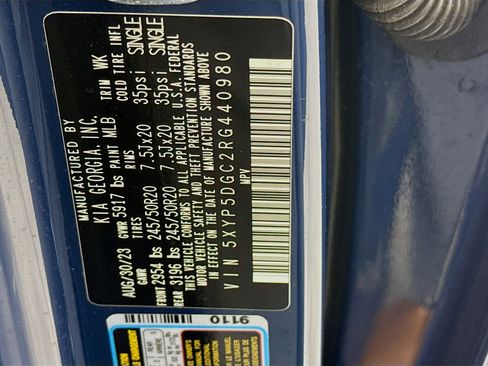 MANUFACTURED BY
KIA GEORGIA, INC.
AUG/30/23 GVWR 5917 lbs PAINT MLB TRIM WK
GAWR TIRES RIMS COLD TIRE INFL
FRONT 2954 lbs 245/50R20 7.5Jx20 35psi SINGLE
REAR 3196 lbs 245/50R20 7.5Jx20 35psi SINGLE
THIS VEHICLE CONFORMS TO ALL APPLICABLE U.S.A. FEDERAL
MOTOR VEHICLE SAFETY AND THEFT PREVENTION STANDARDS
IN EFFECT ON THE DATE OF MANUFACTURE SHOWN ABOVE
VIN 5XYP5DGC2RG440980
MPV
9110